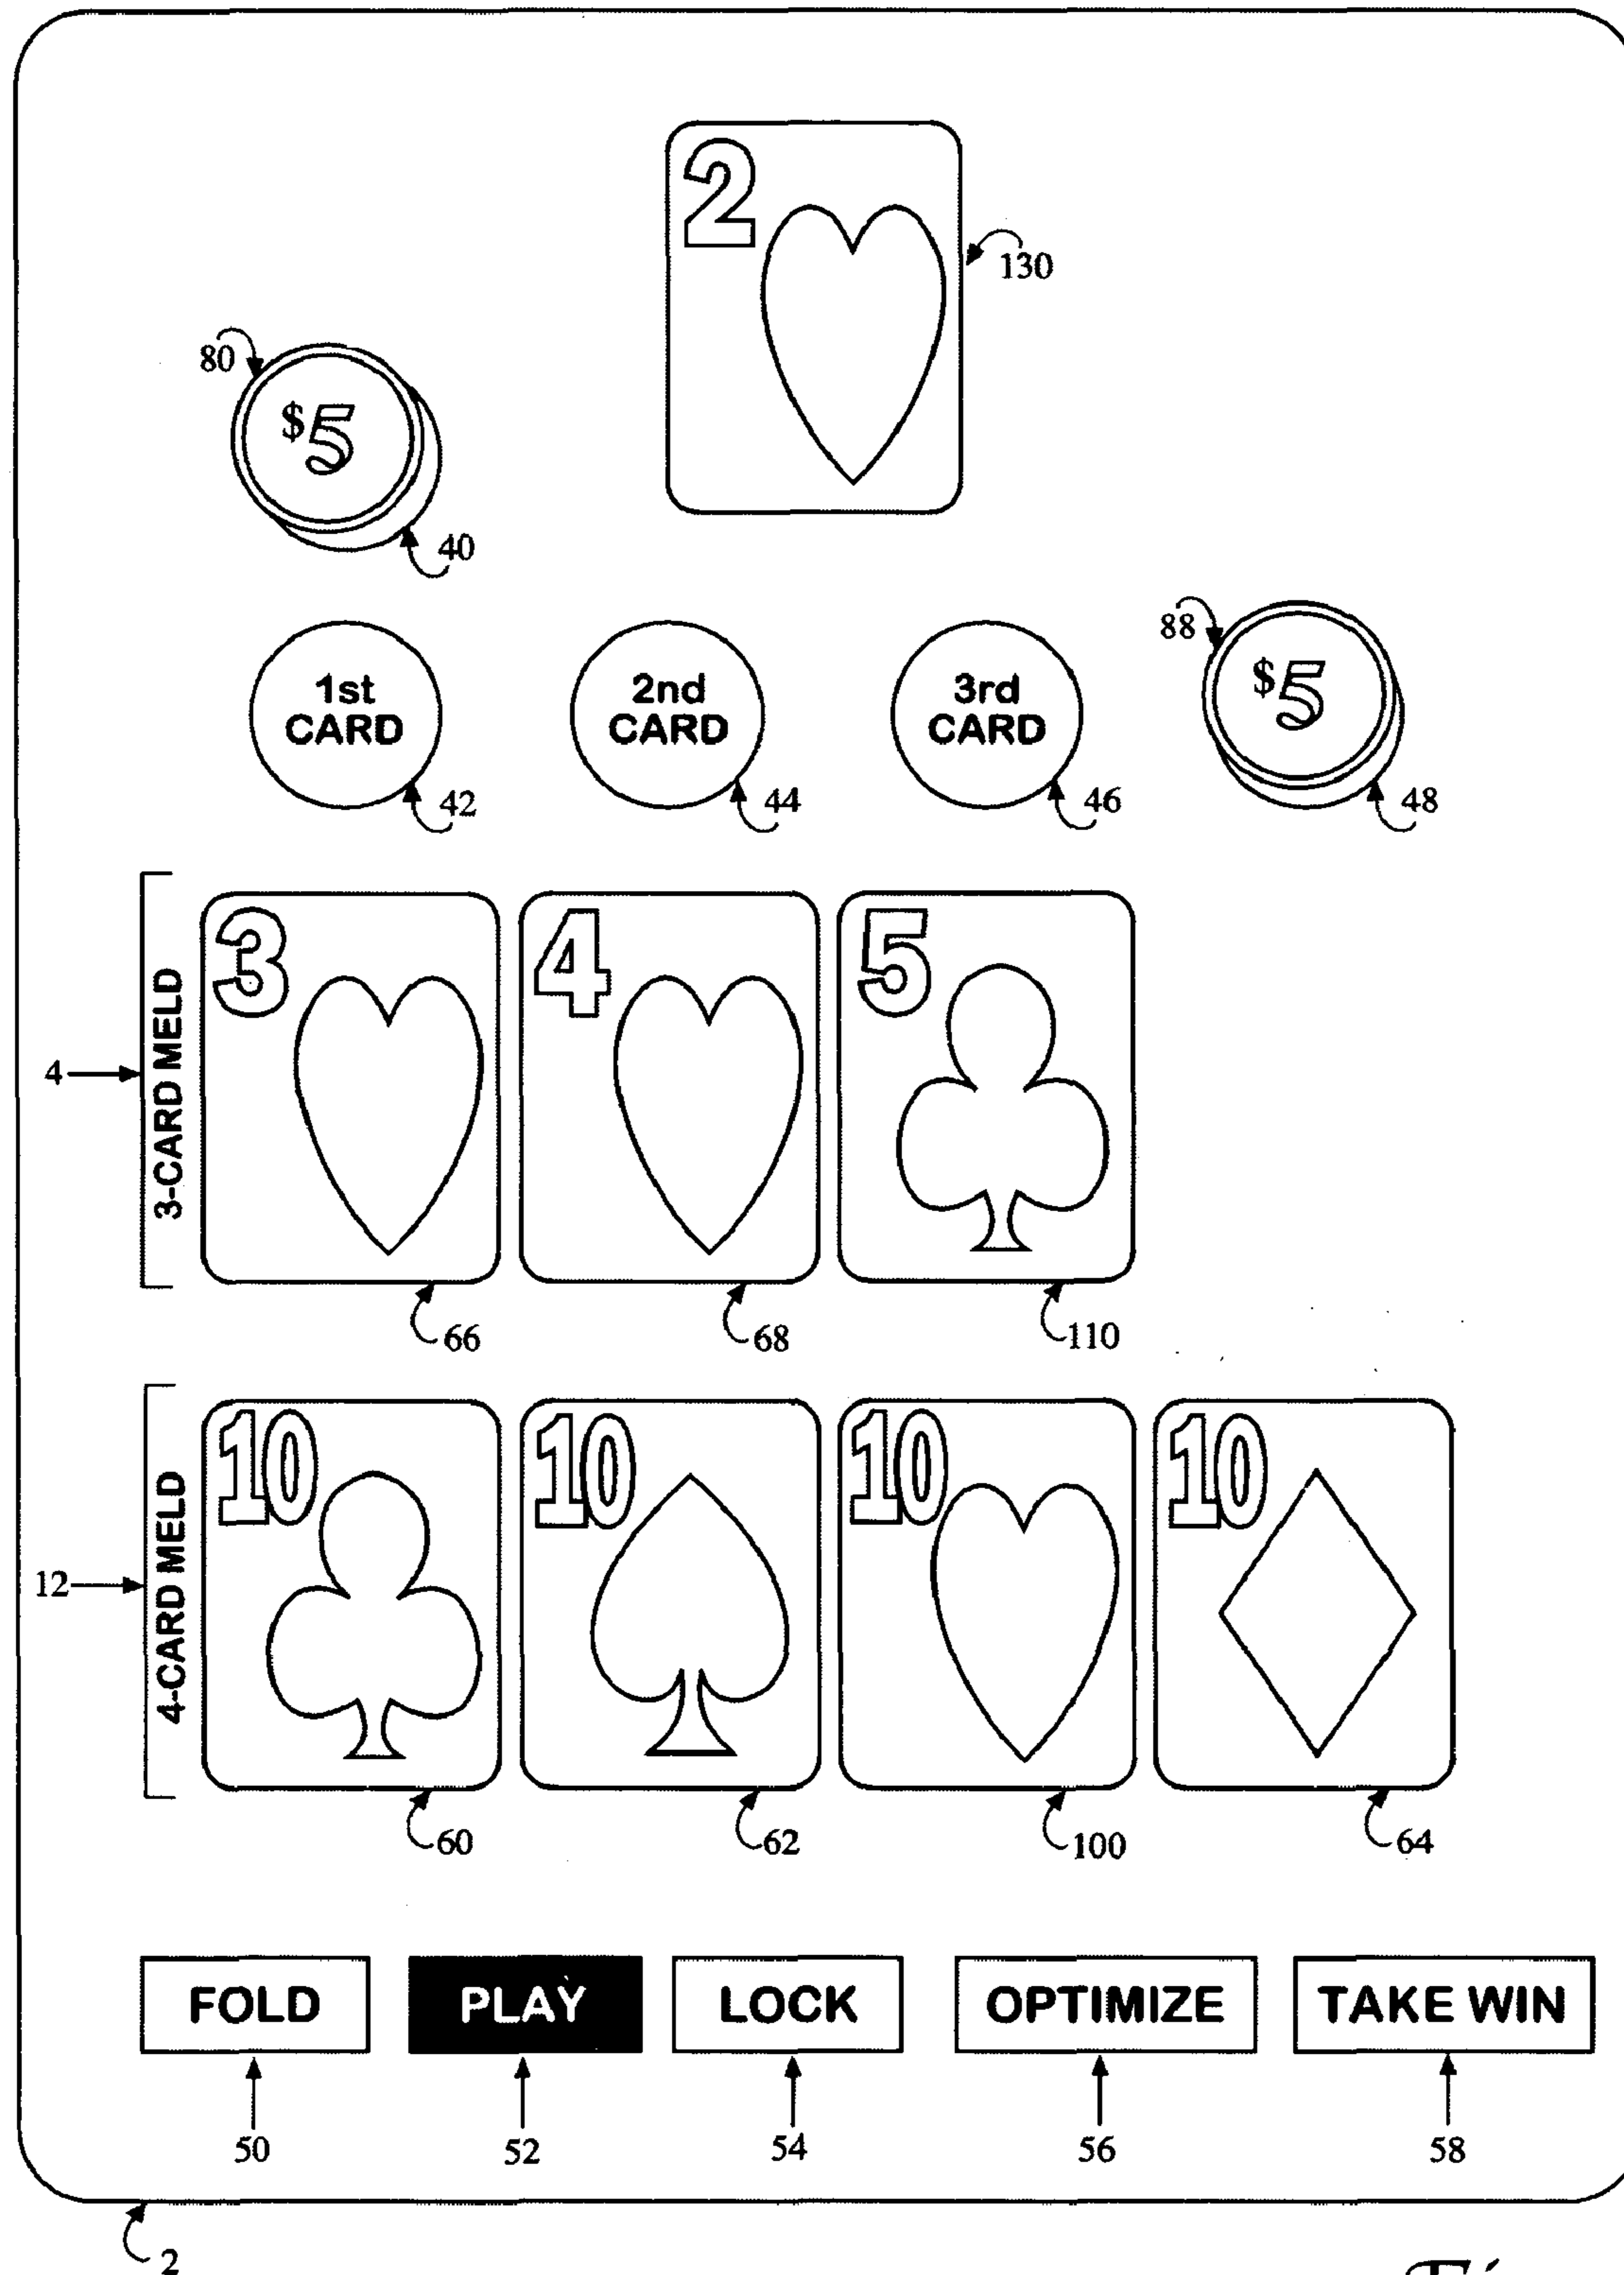 2
130
80
$5
40
88
$5
1st
CARD
2nd
CARD
3rd
CARD
42
44
46
48
3-CARD MELD
4
3
4
5
66
68
110
4-CARD MELD
12
10
10
10
10
60
62
100
64
FOLD
PLAY
LOCK
OPTIMIZE
TAKE WIN
50
52
54
56
58
2